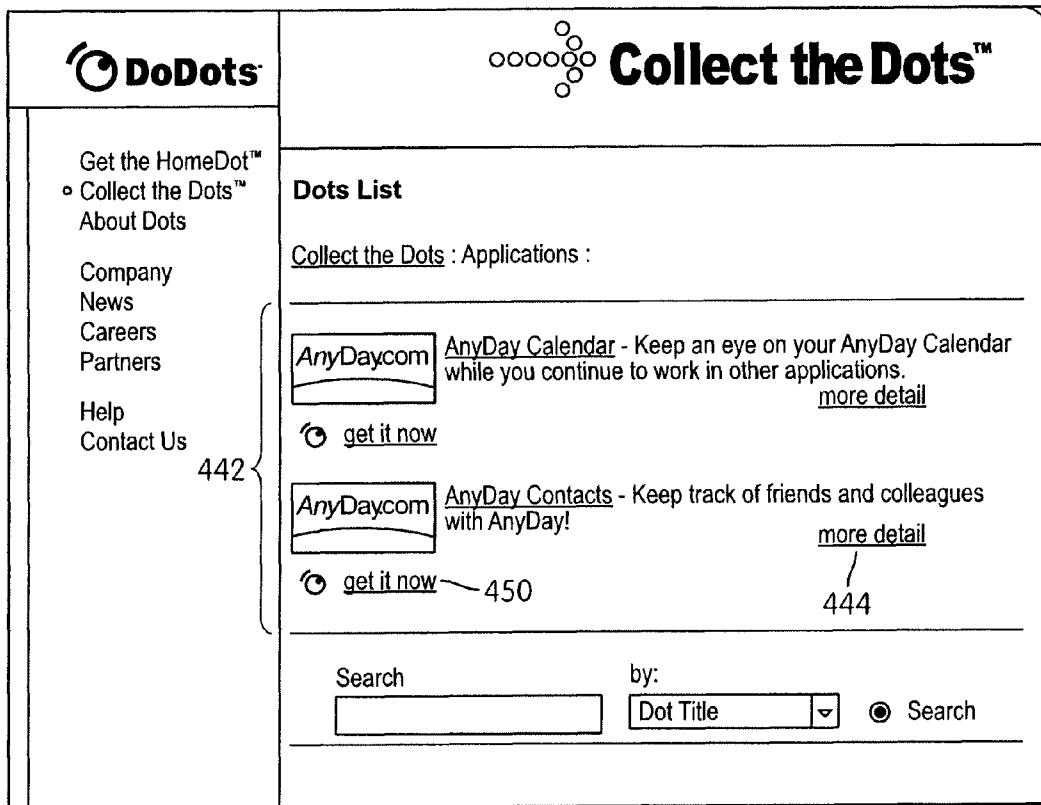 DoDots
Collect the Dots™
Get the HomeDot™
Collect the Dots™
About Dots
Company
News
Careers
Partners
Help
Contact Us
442
Dots List
Collect the Dots : Applications :
AnyDay.com
AnyDay Calendar - Keep an eye on your AnyDay Calendar
while you continue to work in other applications.
more detail
get it now
AnyDay.com
AnyDay Contacts - Keep track of friends and colleagues
with AnyDay!
more detail
get it now
450
444
Search
by:
Dot Title
Search